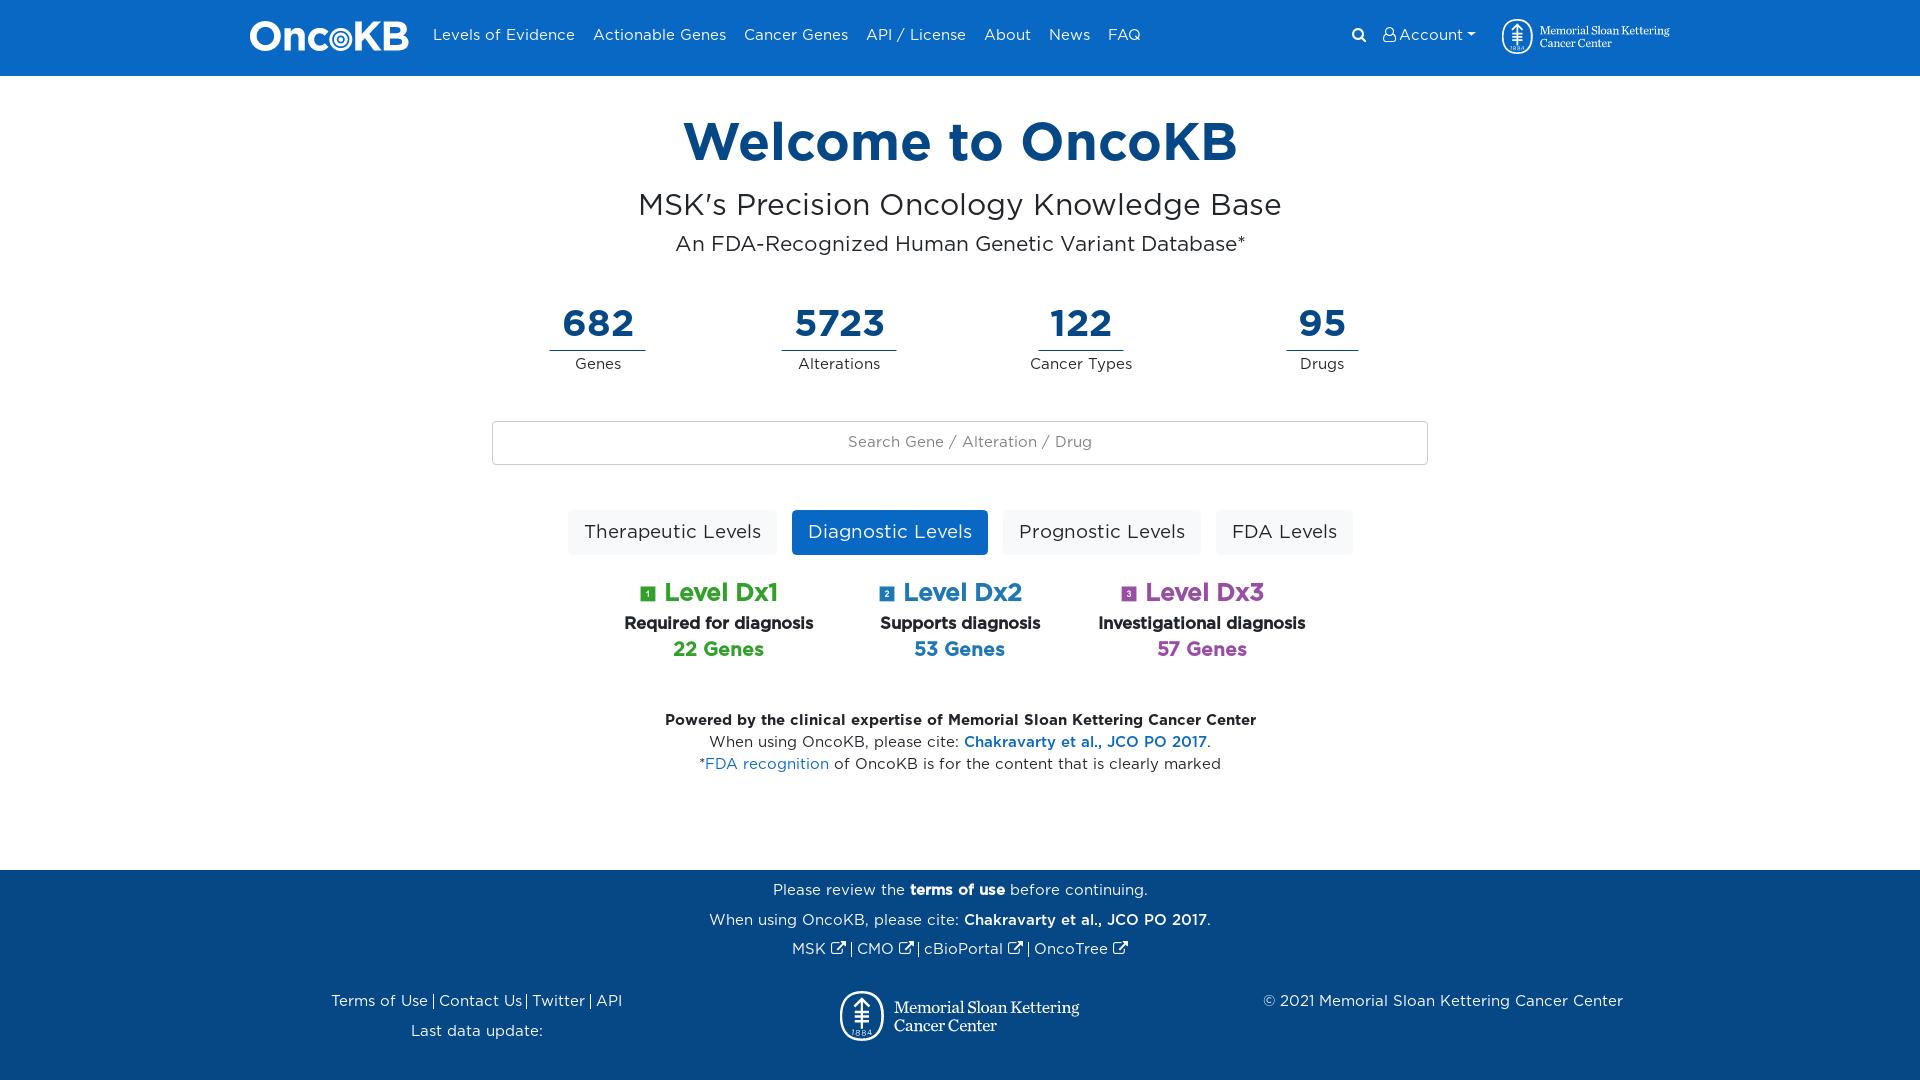 OncoKB
Levels of Evidence
Actionable Genes
Cancer Genes
API / License
About
News
FAQ
Account
Memorial Sloan Kettering
Cancer Center
1884
Welcome to OncoKB
MSK's Precision Oncology Knowledge Base
An FDA-Recognized Human Genetic Variant Database*
682
Genes
5723
Alterations
122
Cancer Types
95
Drugs
Search Gene / Alteration / Drug
Therapeutic Levels
Diagnostic Levels
Prognostic Levels
FDA Levels
1 Level Dx1
Required for diagnosis
22 Genes
2 Level Dx2
Supports diagnosis
53 Genes
3 Level Dx3
Investigational diagnosis
57 Genes
Powered by the clinical expertise of Memorial Sloan Kettering Cancer Center
When using OncoKB, please cite: Chakravarty et al., JCO PO 2017.
*FDA recognition of OncoKB is for the content that is clearly marked
Please review the terms of use before continuing.
When using OncoKB, please cite: Chakravarty et al., JCO PO 2017.
MSK | CMO | cBioPortal | OncoTree
Terms of Use | Contact Us | Twitter | API
Last data update:
1884
Memorial Sloan Kettering
Cancer Center
© 2021 Memorial Sloan Kettering Cancer Center